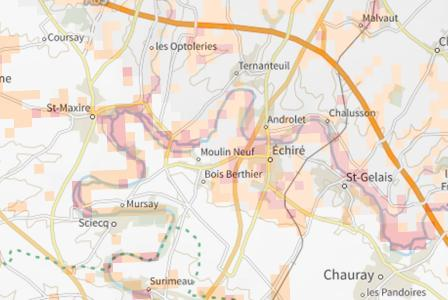 Malvaut
Coursay
les Optoleries
Ternanteuil
St-Maxire
Androlet
Chalusson
Moulin Neuf
Échiré
Bois Berthier
St-Gelais
Mursay
Sciecq
Surimeau
Chauray
les Pandoires